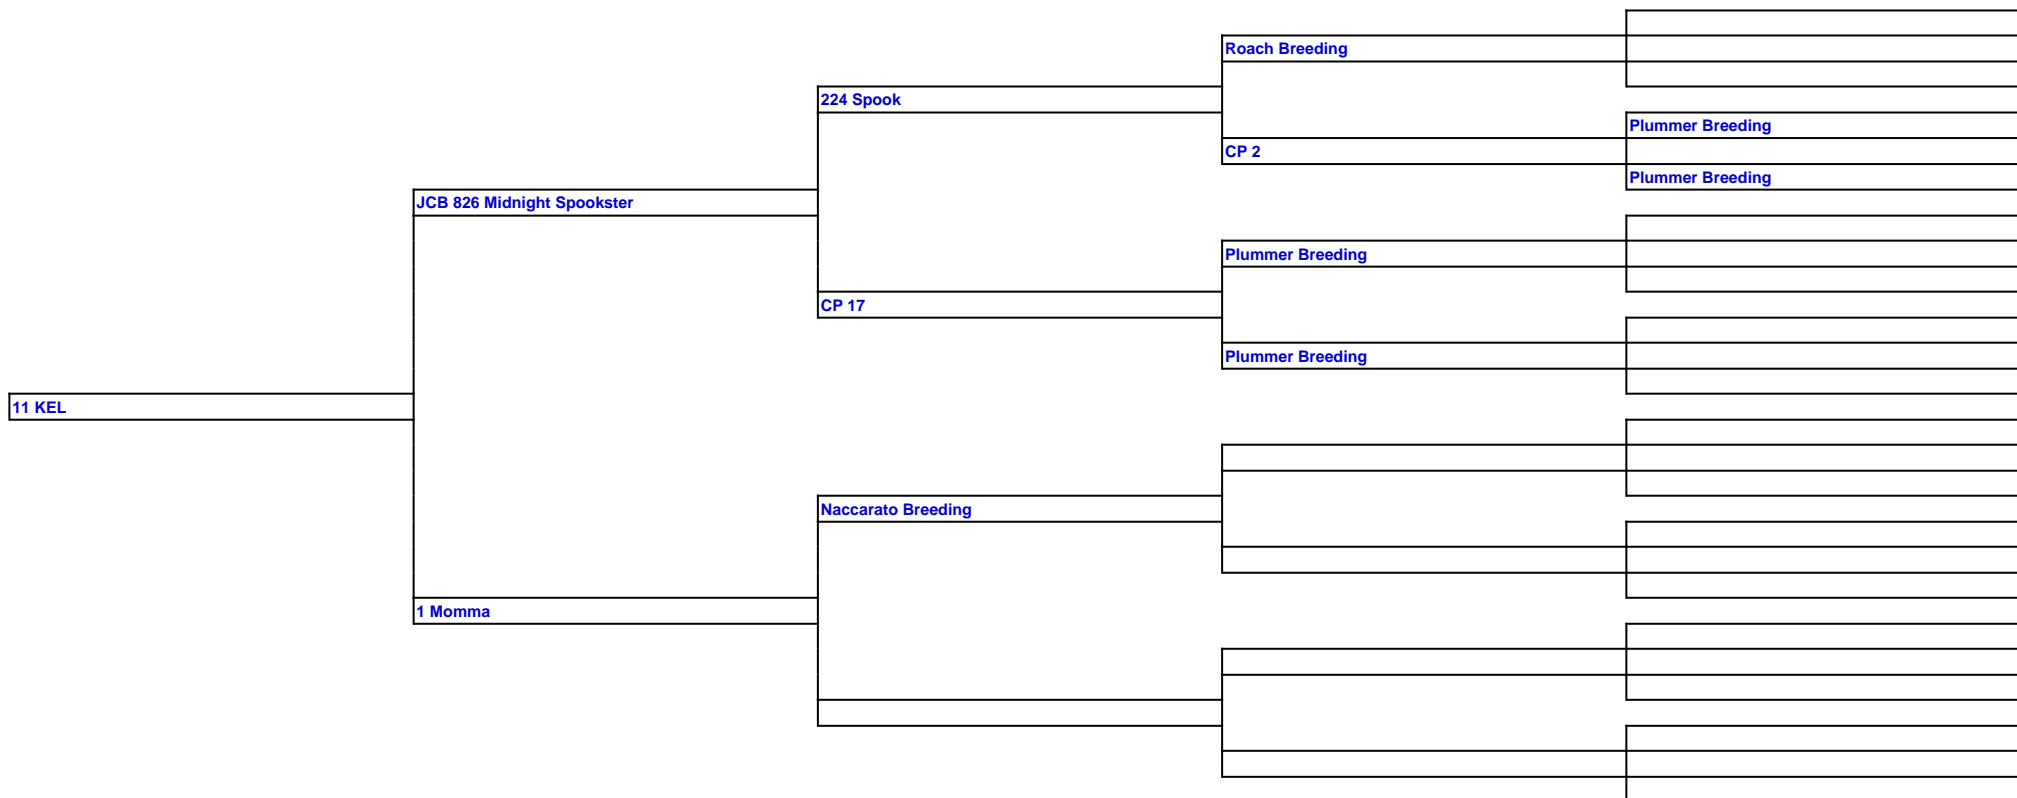 Roach Breeding
224 Spook
Plummer Breeding
CP 2
Plummer Breeding
JCB 826 Midnight Spookster
Plummer Breeding
CP 17
Plummer Breeding
11 KEL
Naccarato Breeding
1 Momma